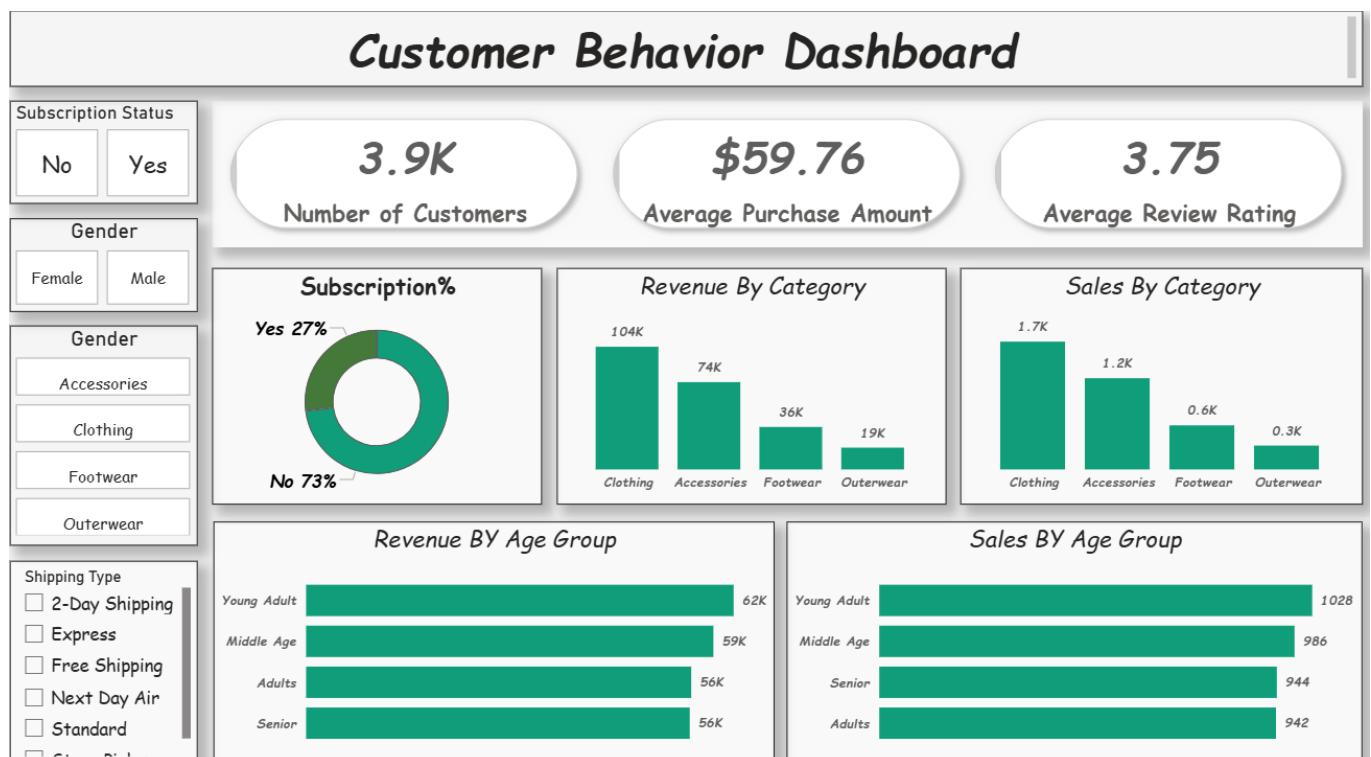 Customer Behavior Dashboard
Subscription Status
No
Yes
Gender
Female
Male
Gender
Accessories
Clothing
Footwear
Outerwear
Shipping Type
2-Day Shipping
Express
Free Shipping
Next Day Air
Standard
3.9K
Number of Customers
$59.76
Average Purchase Amount
3.75
Average Review Rating
Subscription%
Yes 27%
No 73%
Revenue By Category
104K
74K
36K
19K
Clothing Accessories Footwear Outerwear
Sales By Category
1.7K
1.2K
0.6K
0.3K
Clothing Accessories Footwear Outerwear
Revenue BY Age Group
Young Adult 62K
Middle Age 59K
Adults 56K
Senior 56K
Sales BY Age Group
Young Adult 1028
Middle Age 986
Senior 944
Adults 942